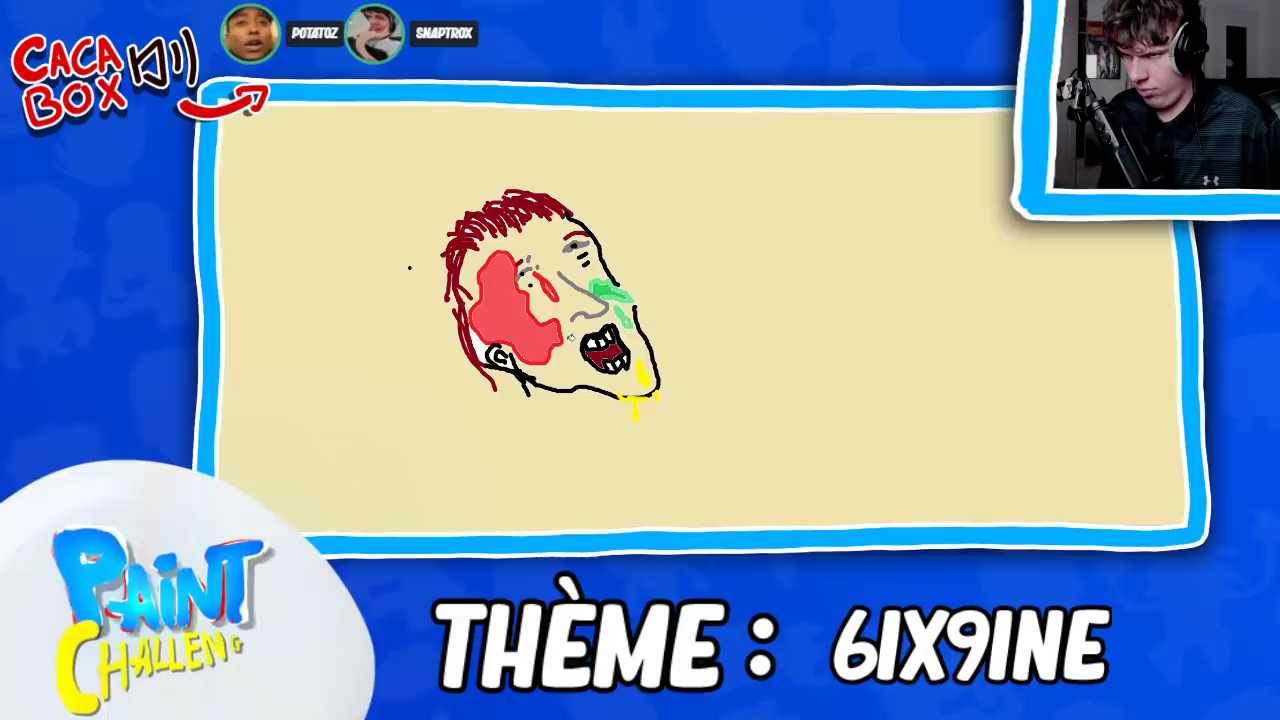 POTATOZ
SNAPTROX
CACA
BOX
PAINT
CHALLENG
THÈME : 6IX9INE